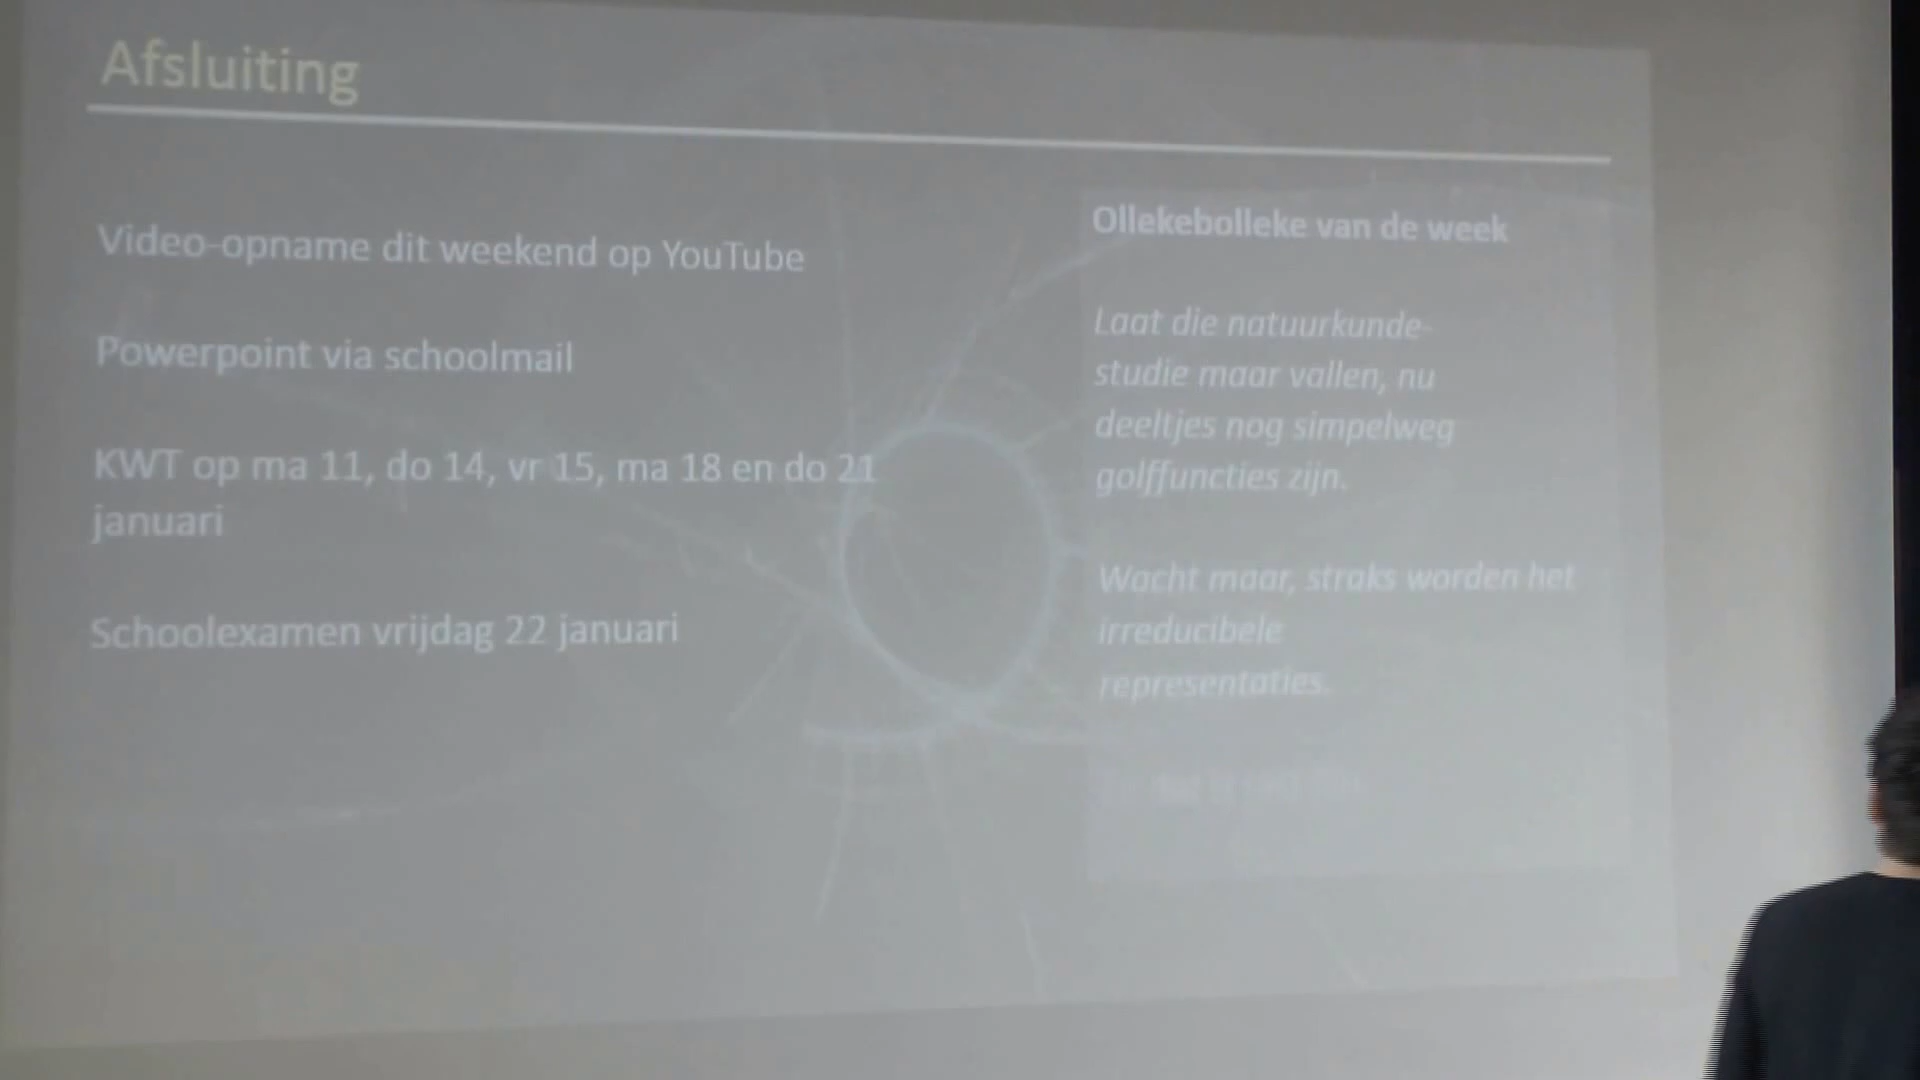 Afsluiting
Video-opname dit weekend op YouTube
Powerpoint via schoolmail
KWT op ma 11, do 14, vr 15, ma 18 en do 21
januari
Schoolexamen vrijdag 22 januari
Ollekebolleke van de week
Laat die natuurkunde-
studie maar vallen, nu
deeltjes nog simpelweg
golffuncties zijn.
Wacht maar, straks worden het
irreducibele
representaties.